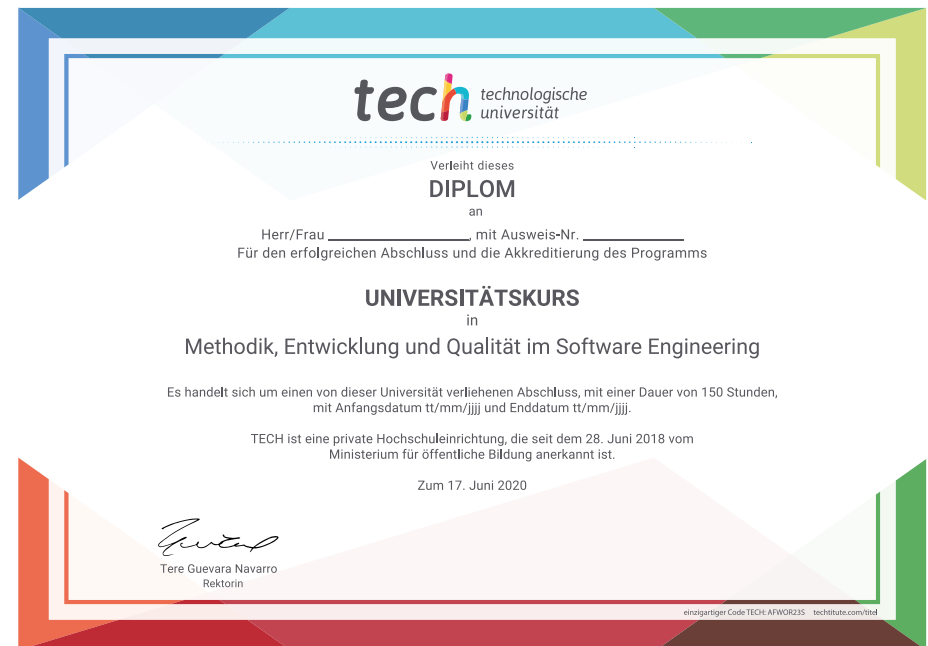 tech technologische
universität
Verleiht dieses
DIPLOM
an
Herr/Frau ____________________, mit Ausweis-Nr. ______________
Für den erfolgreichen Abschluss und die Akkreditierung des Programms
UNIVERSITÄTSKURS
in
Methodik, Entwicklung und Qualität im Software Engineering
Es handelt sich um einen von dieser Universität verliehenen Abschluss, mit einer Dauer von 150 Stunden,
mit Anfangsdatum tt/mm/jjjj und Enddatum tt/mm/jjjj.
TECH ist eine private Hochschuleinrichtung, die seit dem 28. Juni 2018 vom
Ministerium für öffentliche Bildung anerkannt ist.
Zum 17. Juni 2020
Tere Guevara Navarro
Rektorin
einzigartiger Code TECH: AFWOR23S techtitute.com/titel